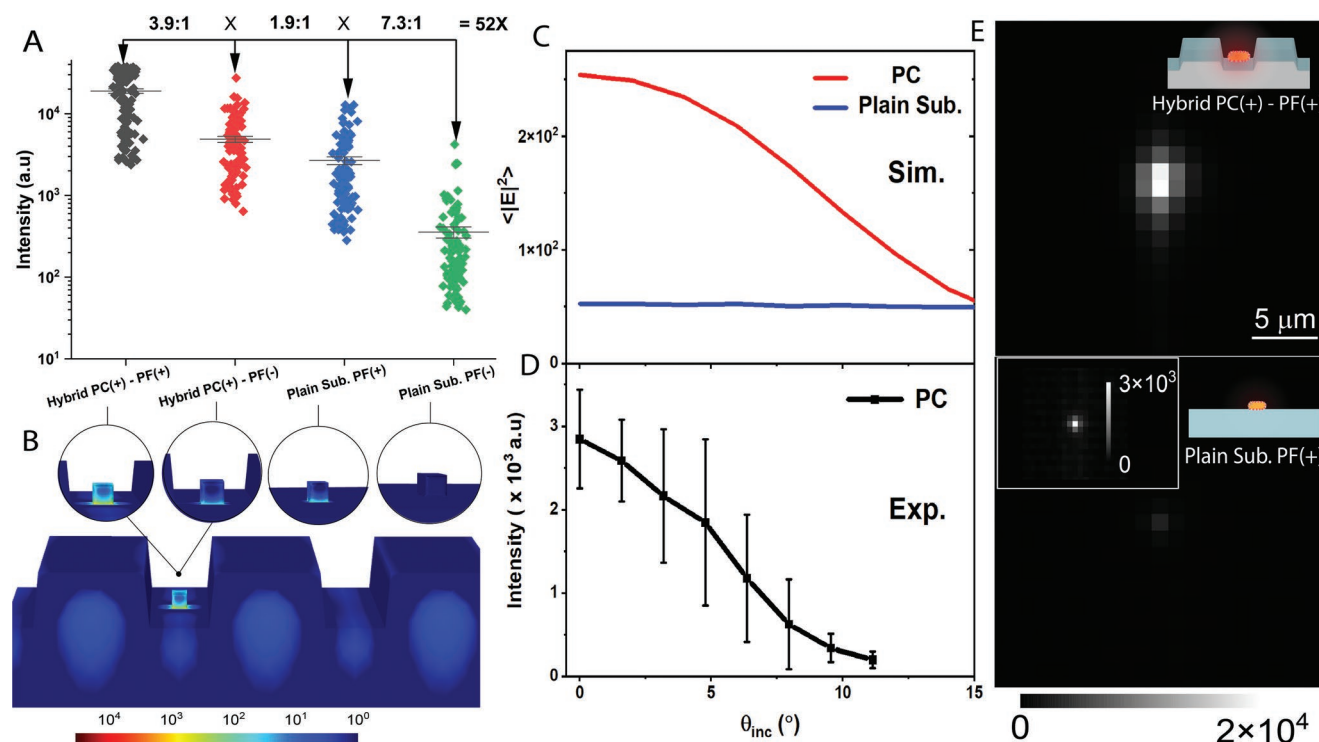 A
3.9:1 X 1.9:1 X 7.3:1 = 52X
Intensity (a.u)
10⁴
10³
10²
10¹
Hybrid PC(+) - PF(+)
Hybrid PC(+) - PF(-)
Plain Sub. PF(+)
Plain Sub. PF(-)
B
10⁴ 10³ 10² 10¹ 10⁰
C
<|E|²>
2×10²
1×10²
0
PC
Plain Sub.
Sim.
D
Intensity ( x 10³ a.u)
3
2
1
0
PC
Exp.
0 5 10 15
θinc (°)
E
Hybrid PC(+) - PF(+
5 μm
3×10³
0
Plain Sub. PF(+)
0 2×10⁴